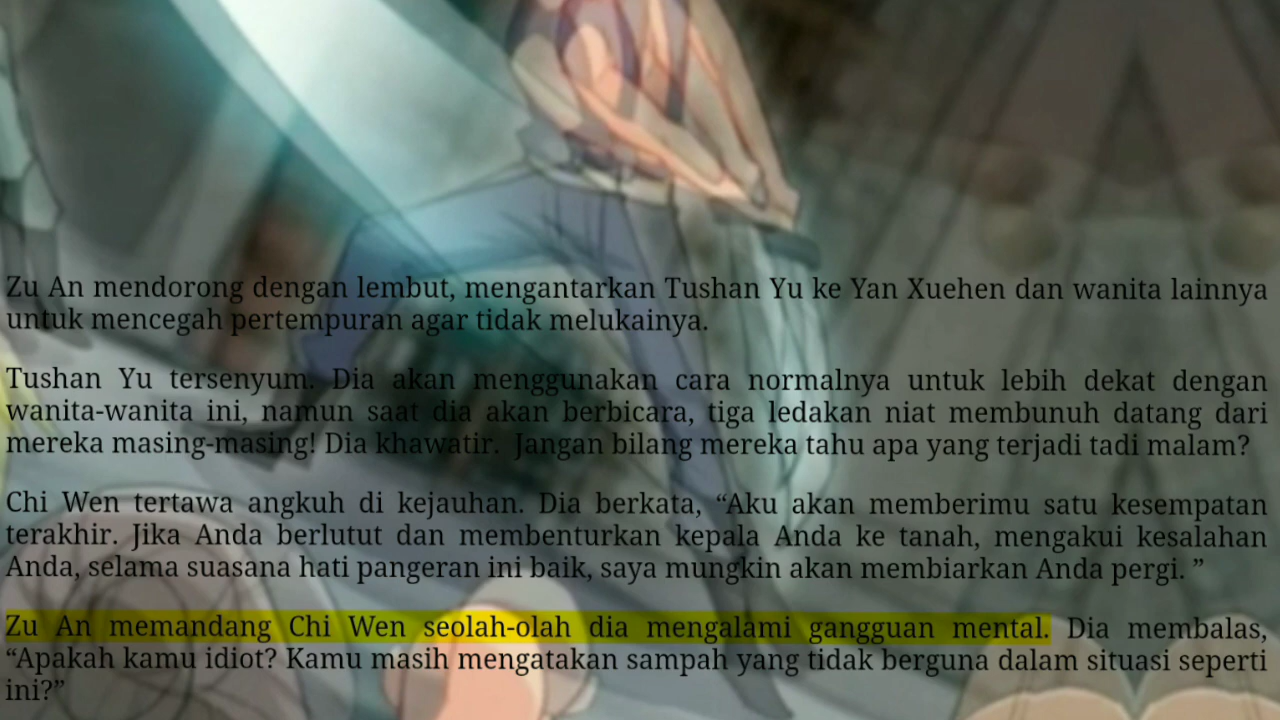 Zu An mendorong dengan lembut, mengantarkan Tushan Yu ke Yan Xuehen dan wanita lainnya
untuk mencegah pertempuran agar tidak melukainya.
Tushan Yu tersenyum. Dia akan menggunakan cara normalnya untuk lebih dekat dengan
wanita-wanita ini, namun saat dia akan berbicara, tiga ledakan niat membunuh datang dari
mereka masing-masing! Dia khawatir. Jangan bilang mereka tahu apa yang terjadi tadi malam?
Chi Wen tertawa angkuh di kejauhan. Dia berkata, “Aku akan memberimu satu kesempatan
terakhir. Jika Anda berlutut dan membenturkan kepala Anda ke tanah, mengakui kesalahan
Anda, selama suasana hati pangeran ini baik, saya mungkin akan membiarkan Anda pergi. ”
Zu An memandang Chi Wen seolah-olah dia mengalami gangguan mental. Dia membalas,
“Apakah kamu idiot? Kamu masih mengatakan sampah yang tidak berguna dalam situasi seperti
ini?”